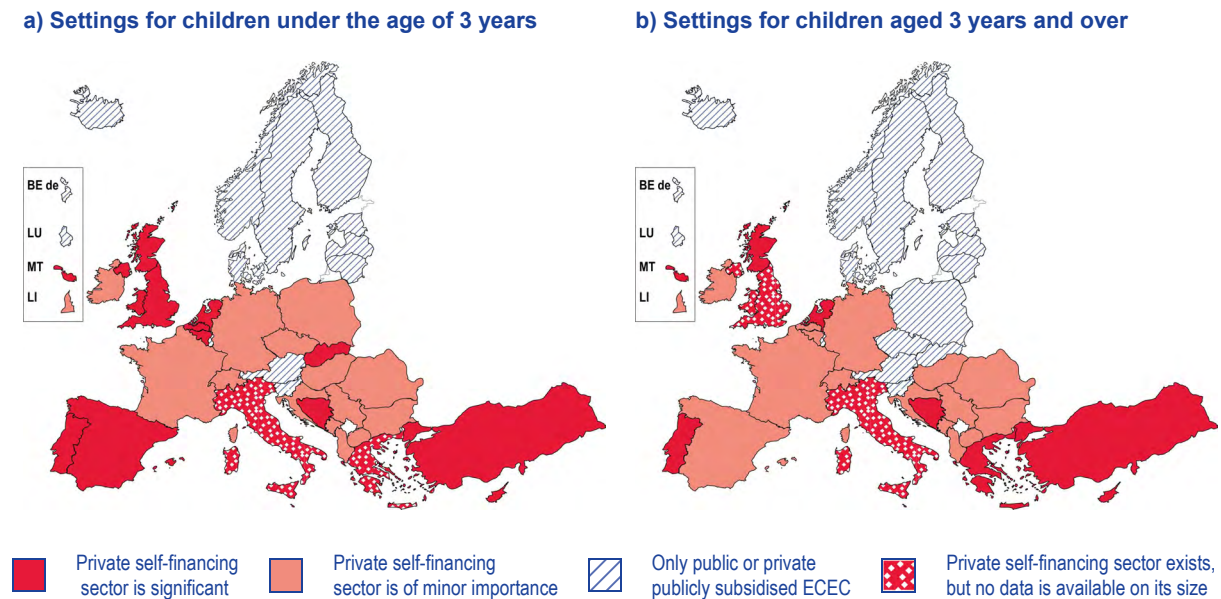 a) Settings for children under the age of 3 years
b) Settings for children aged 3 years and over
BE de
LU
MT
LI
BE de
LU
MT
LI
Private self-financing
sector is significant
Private self-financing
sector is of minor importance
Only public or private
publicly subsidised ECEC
Private self-financing sector exists,
but no data is available on its size